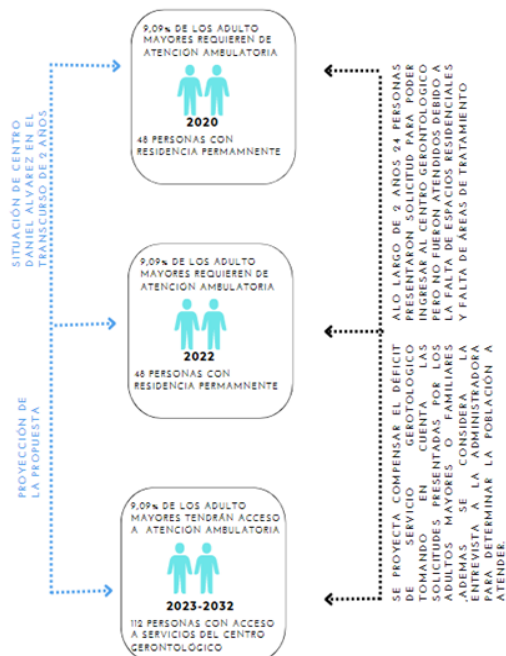 9,09% DE LOS ADULTO
MAYORES REQUIEREN DE
ATENCIÓN AMBULATORIA
2020
48 PERSONAS CON
RESIDENCIA PERMAMNENTE
SITUACIÓN DE CENTRO
DANIEL ALVAREZ EN EL
TRANSCURSO DE 2 AÑOS
ALO LARGO DE 2 AÑOS 24 PERSONAS
PRESENTARON SOLICITUD PARA PODER
INGRESAR AL CENTRO GERONTOLOGICO
PERO NO FUERON ATENDIDOS DEBIDO A
LA FALTA DE ESPACIOS RESIDENCIALES
Y FALTA DE ÁREAS DE TRATAMIENTO
9,09% DE LOS ADULTO
MAYORES REQUIEREN DE
ATENCIÓN AMBULATORIA
2022
48 PERSONAS CON
RESIDENCIA PERMAMNENTE
PROYECCIÓN DE
LA PROPUESTA
SE PROYECTA COMPENSAR EL DÉFICIT
DE SERVICIO GEROTOLOGICO
TOMANDO EN CUENTA LAS
SOLICITUDES PRESENTADAS POR LOS
ADULTOS MAYORES O FAMILIARES
,ADEMAS SE CONSIDERA LA
ENTREVISTA A LA ADMINISTRADORA
PARA DETERMINAR LA POBLACIÓN A
ATENDER.
9,09% DE LOS ADULTO
MAYORES TENDRÁN ACCESO
A ATENCIÓN AMBULATORIA
2023-2032
112 PERSONAS CON ACCESO
A SERVICIOS DEL CENTRO
GERONTOLÓGICO